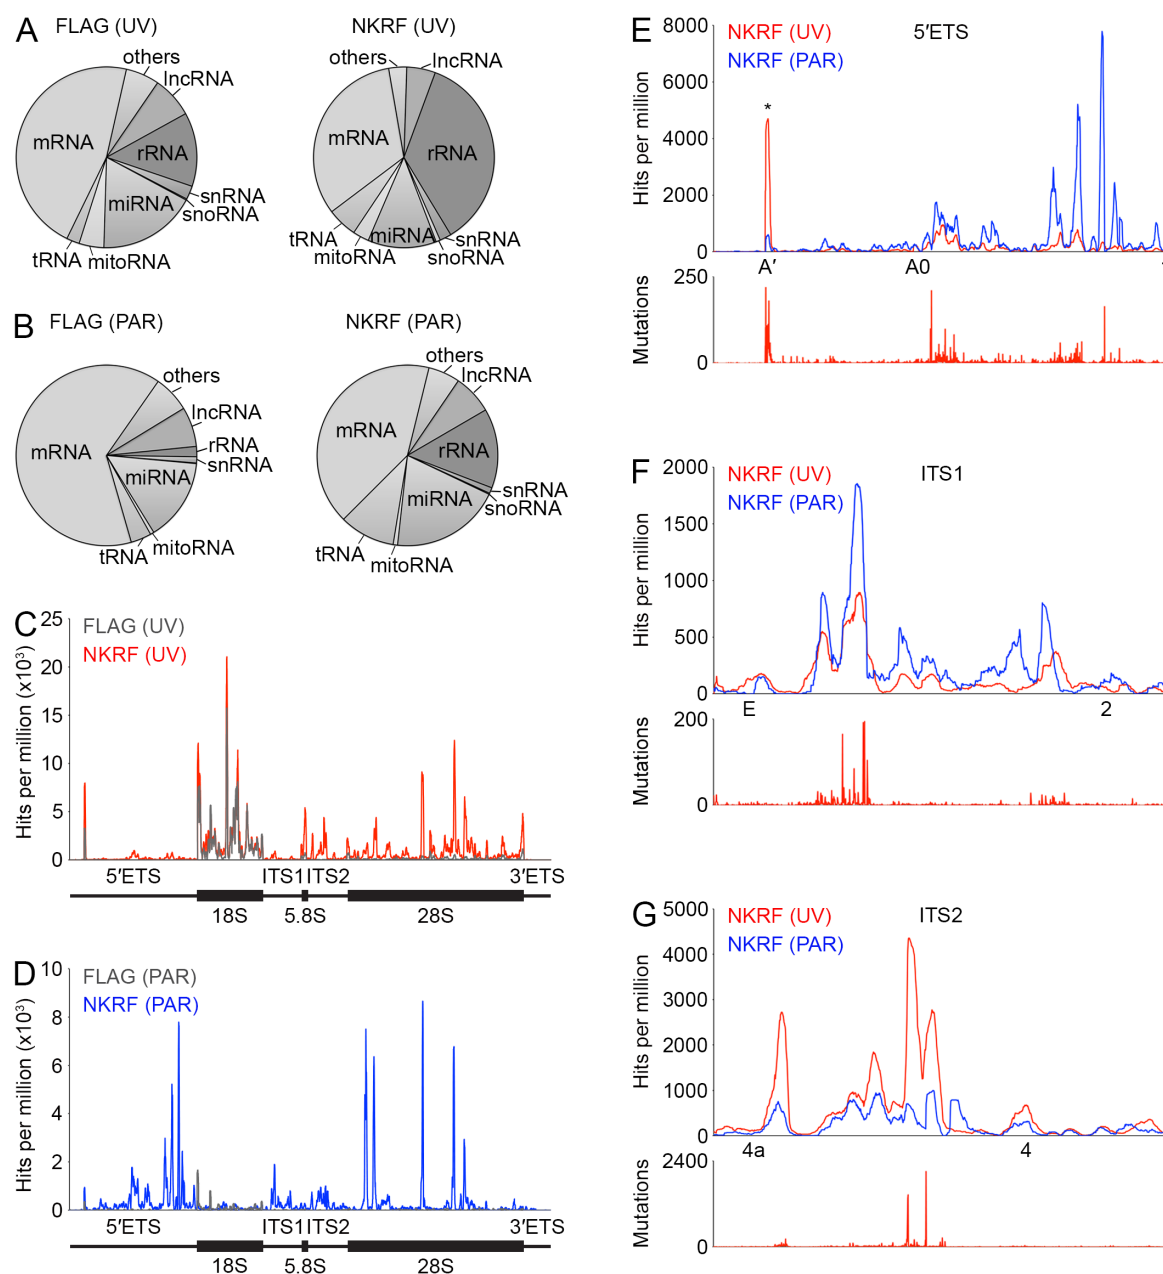 A
FLAG (UV)
others
lncRNA
mRNA
rRNA
snRNA
snoRNA
miRNA
tRNA
mitoRNA
NKRF (UV)
others
lncRNA
mRNA
rRNA
tRNA
miRNA
snRNA
mitoRNA
snoRNA
B
FLAG (PAR)
others
lncRNA
mRNA
rRNA
snRNA
miRNA
mitoRNA
tRNA
NKRF (PAR)
others
lncRNA
mRNA
rRNA
snRNA
miRNA
snoRNA
tRNA
mitoRNA
C
FLAG (UV)
NKRF (UV)
Hits per million (x10³)
25
20
15
10
5
0
5′ETS
ITS1
ITS2
3′ETS
18S
5.8S
28S
D
FLAG (PAR)
NKRF (PAR)
Hits per million (x10³)
10
8
6
4
2
0
5′ETS
ITS1
ITS2
3′ETS
18S
5.8S
28S
E
NKRF (UV)
5′ETS
NKRF (PAR)
Hits per million
8000
6000
4000
2000
0
*
A′
A0
Mutations
250
0
F
NKRF (UV)
ITS1
NKRF (PAR)
Hits per million
2000
1500
1000
500
0
E
2
Mutations
200
0
G
NKRF (UV)
ITS2
NKRF (PAR)
Hits per million
5000
4000
3000
2000
1000
0
4a
4
Mutations
2400
0